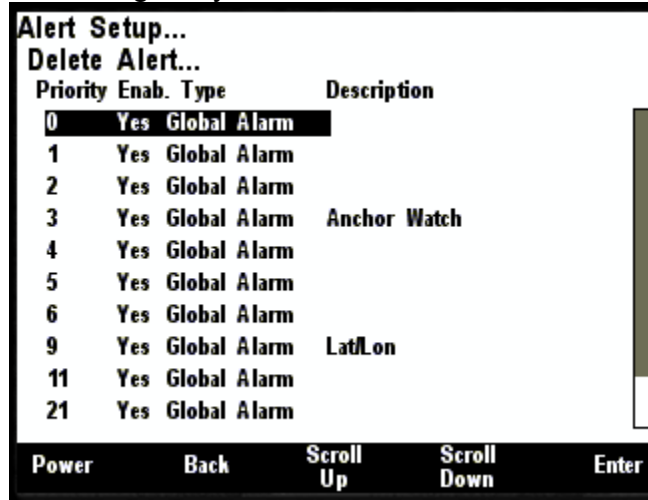 Alert Setup...
Delete Alert...
Priority Enab. Type Description
0 Yes Global Alarm
1 Yes Global Alarm
2 Yes Global Alarm
3 Yes Global Alarm Anchor Watch
4 Yes Global Alarm
5 Yes Global Alarm
6 Yes Global Alarm
9 Yes Global Alarm Lat/Lon
11 Yes Global Alarm
21 Yes Global Alarm
Power Back Scroll Up Scroll Down Enter